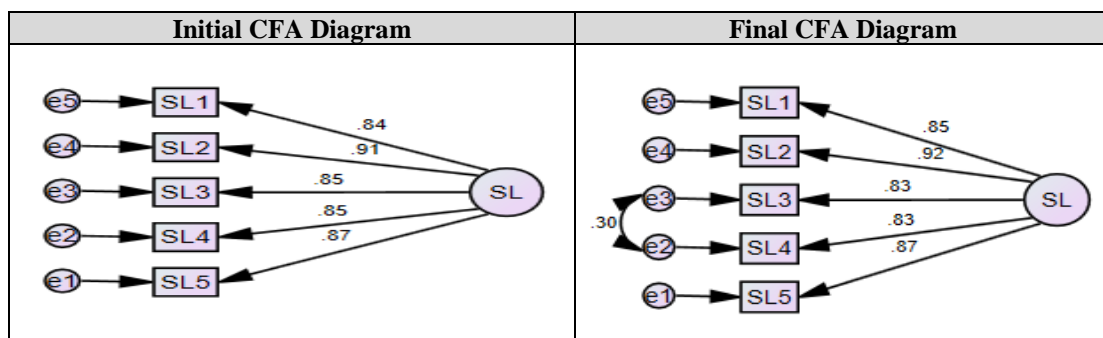 Initial CFA Diagram
Final CFA Diagram
e5 SL1
.84
e4 SL2
.91
e3 SL3
.85
SL
e2 SL4
.85
e1 SL5
.87
e5 SL1
.85
e4 SL2
.92
e3 SL3
.83
SL
.30
e2 SL4
.83
e1 SL5
.87